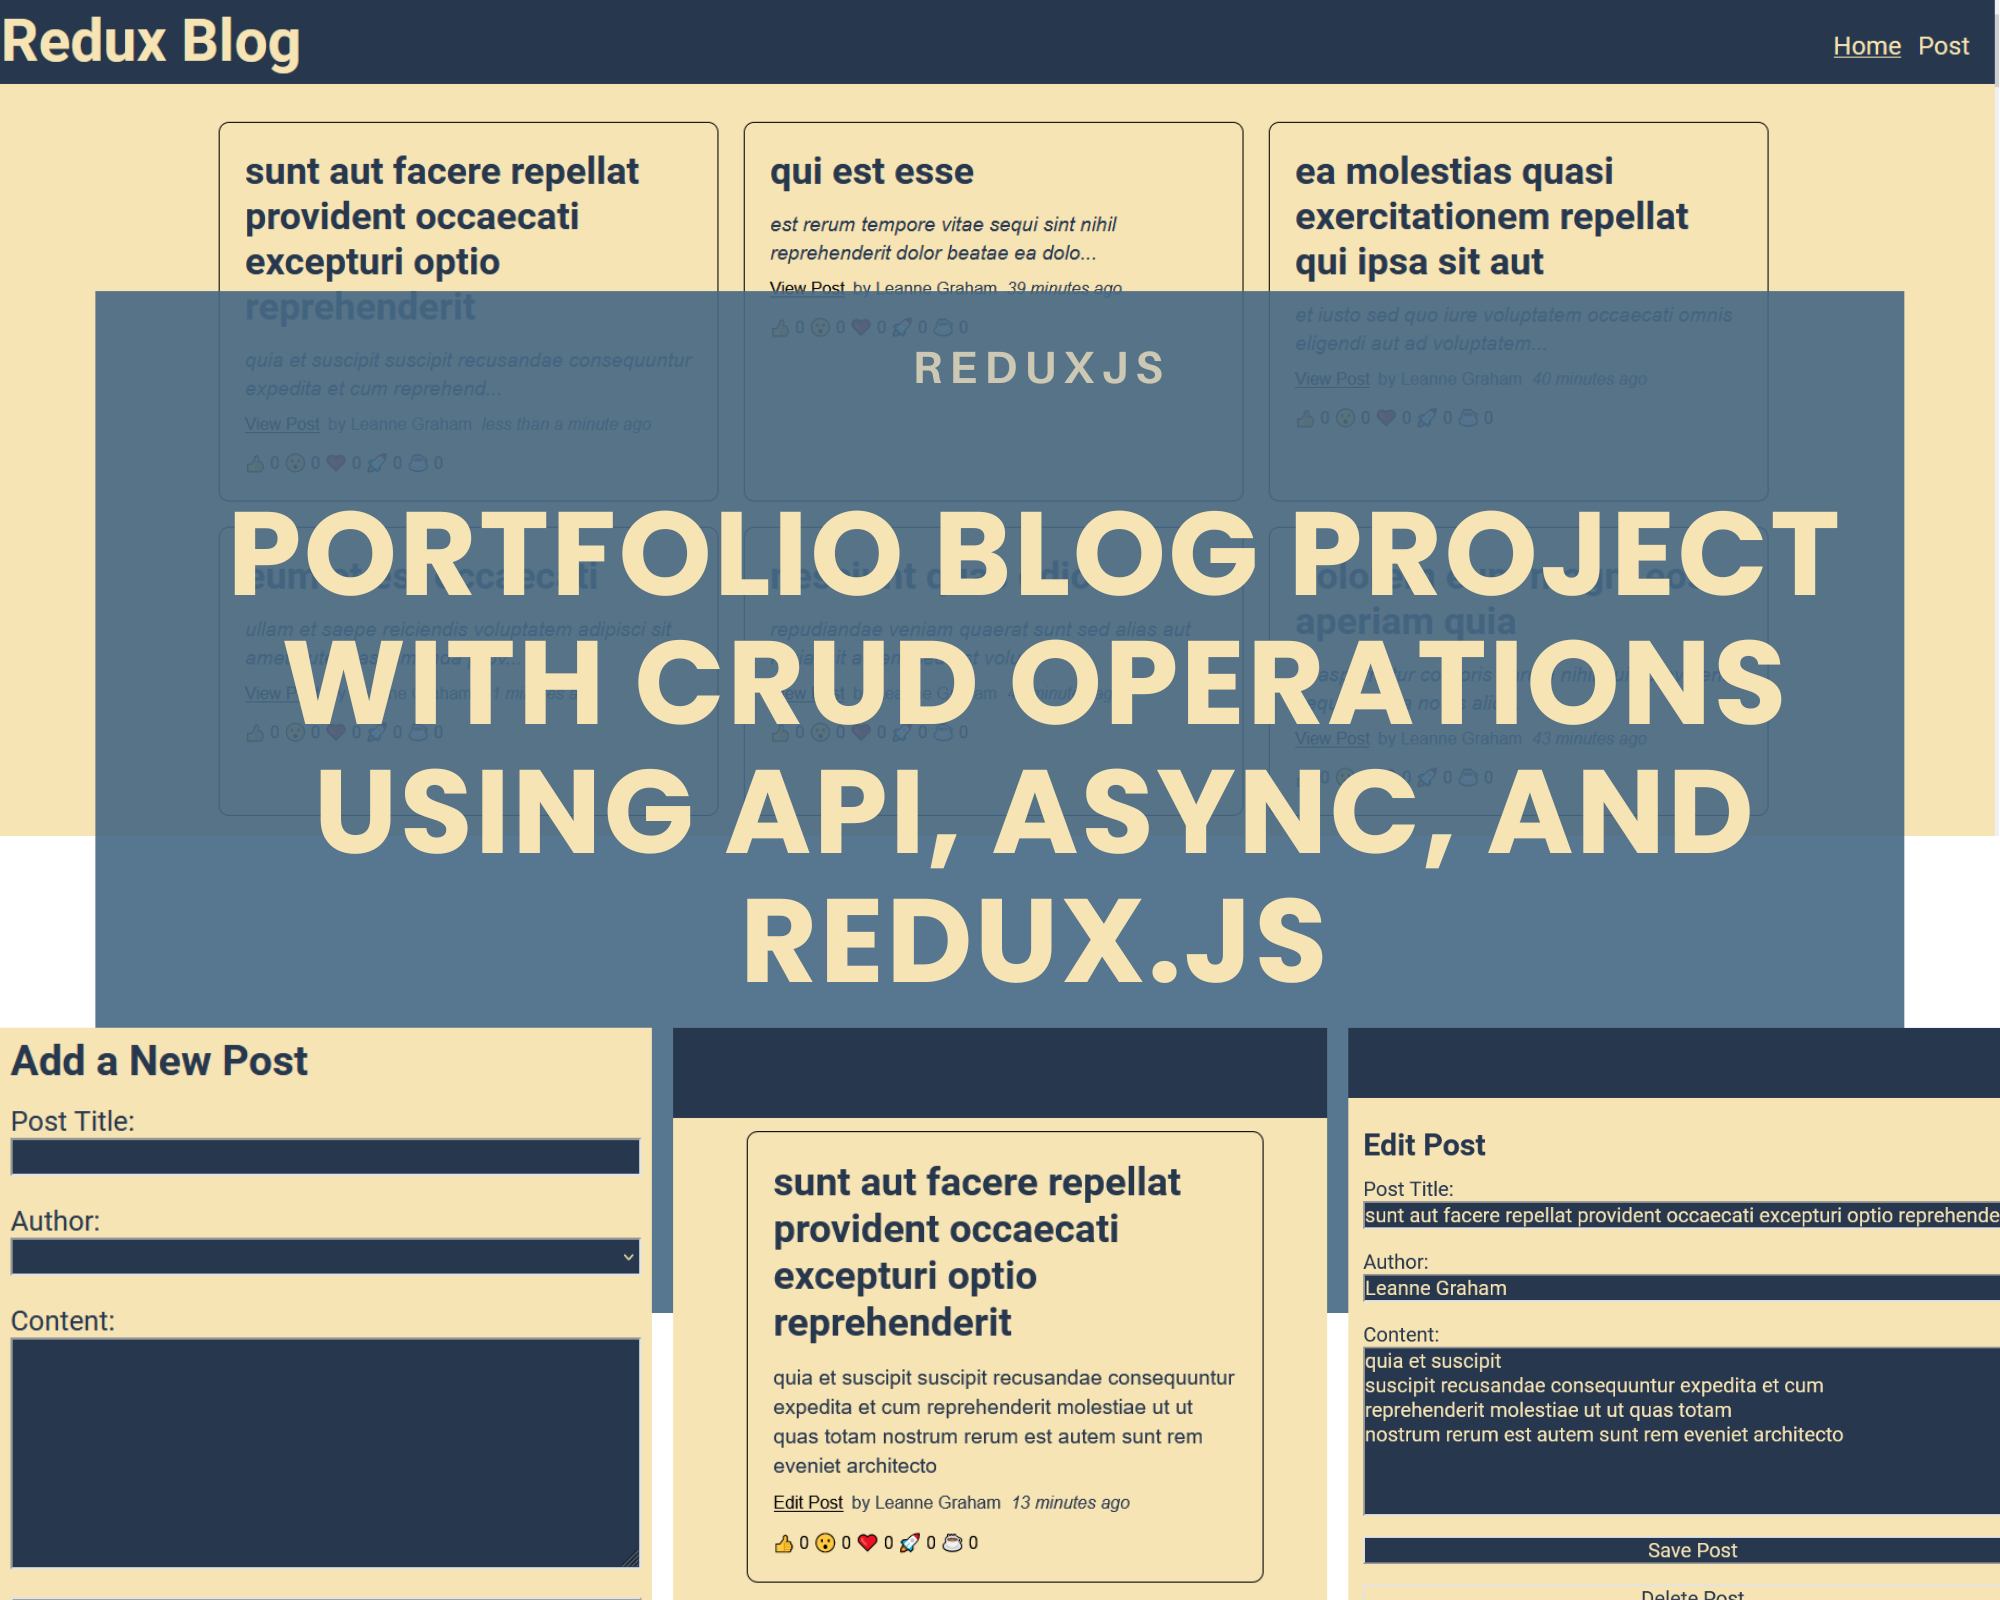 Redux Blog
Home Post
sunt aut facere repellat
provident occaecati
excepturi optio
reprehenderit
quia et suscipit suscipit recusandae consequuntur
expedita et cum reprehend...
View Post by Leanne Graham less than a minute ago
0 0 0 0 0
qui est esse
est rerum tempore vitae sequi sint nihil
reprehenderit dolor beatae ea dolo...
View Post by Leanne Graham 39 minutes ago
0 0 0 0 0
ea molestias quasi
exercitationem repellat
qui ipsa sit aut
et iusto sed quo iure voluptatem occaecati omnis
eligendi aut ad voluptatem...
View Post by Leanne Graham 40 minutes ago
0 0 0 0 0
REDUXJS
PORTFOLIO BLOG PROJECT
WITH CRUD OPERATIONS
USING API, ASYNC, AND
REDUX.JS
ullam et saepe reiciendis voluptatem adipisci sit
0 0 0 0 0
repudiandae veniam quaerat sunt sed alias aut
0 0 0 0 0
aperiam quia
View Post by Leanne Graham 43 minutes ago
Add a New Post
Post Title:
Author:
Content:
sunt aut facere repellat
provident occaecati
excepturi optio
reprehenderit
quia et suscipit suscipit recusandae consequuntur
expedita et cum reprehenderit molestiae ut ut
quas totam nostrum rerum est autem sunt rem
eveniet architecto
Edit Post by Leanne Graham 13 minutes ago
0 0 0 0 0
Edit Post
Post Title:
sunt aut facere repellat provident occaecati excepturi optio reprehende
Author:
Leanne Graham
Content:
quia et suscipit
suscipit recusandae consequuntur expedita et cum
reprehenderit molestiae ut ut quas totam
nostrum rerum est autem sunt rem eveniet architecto
Save Post
Delete Post